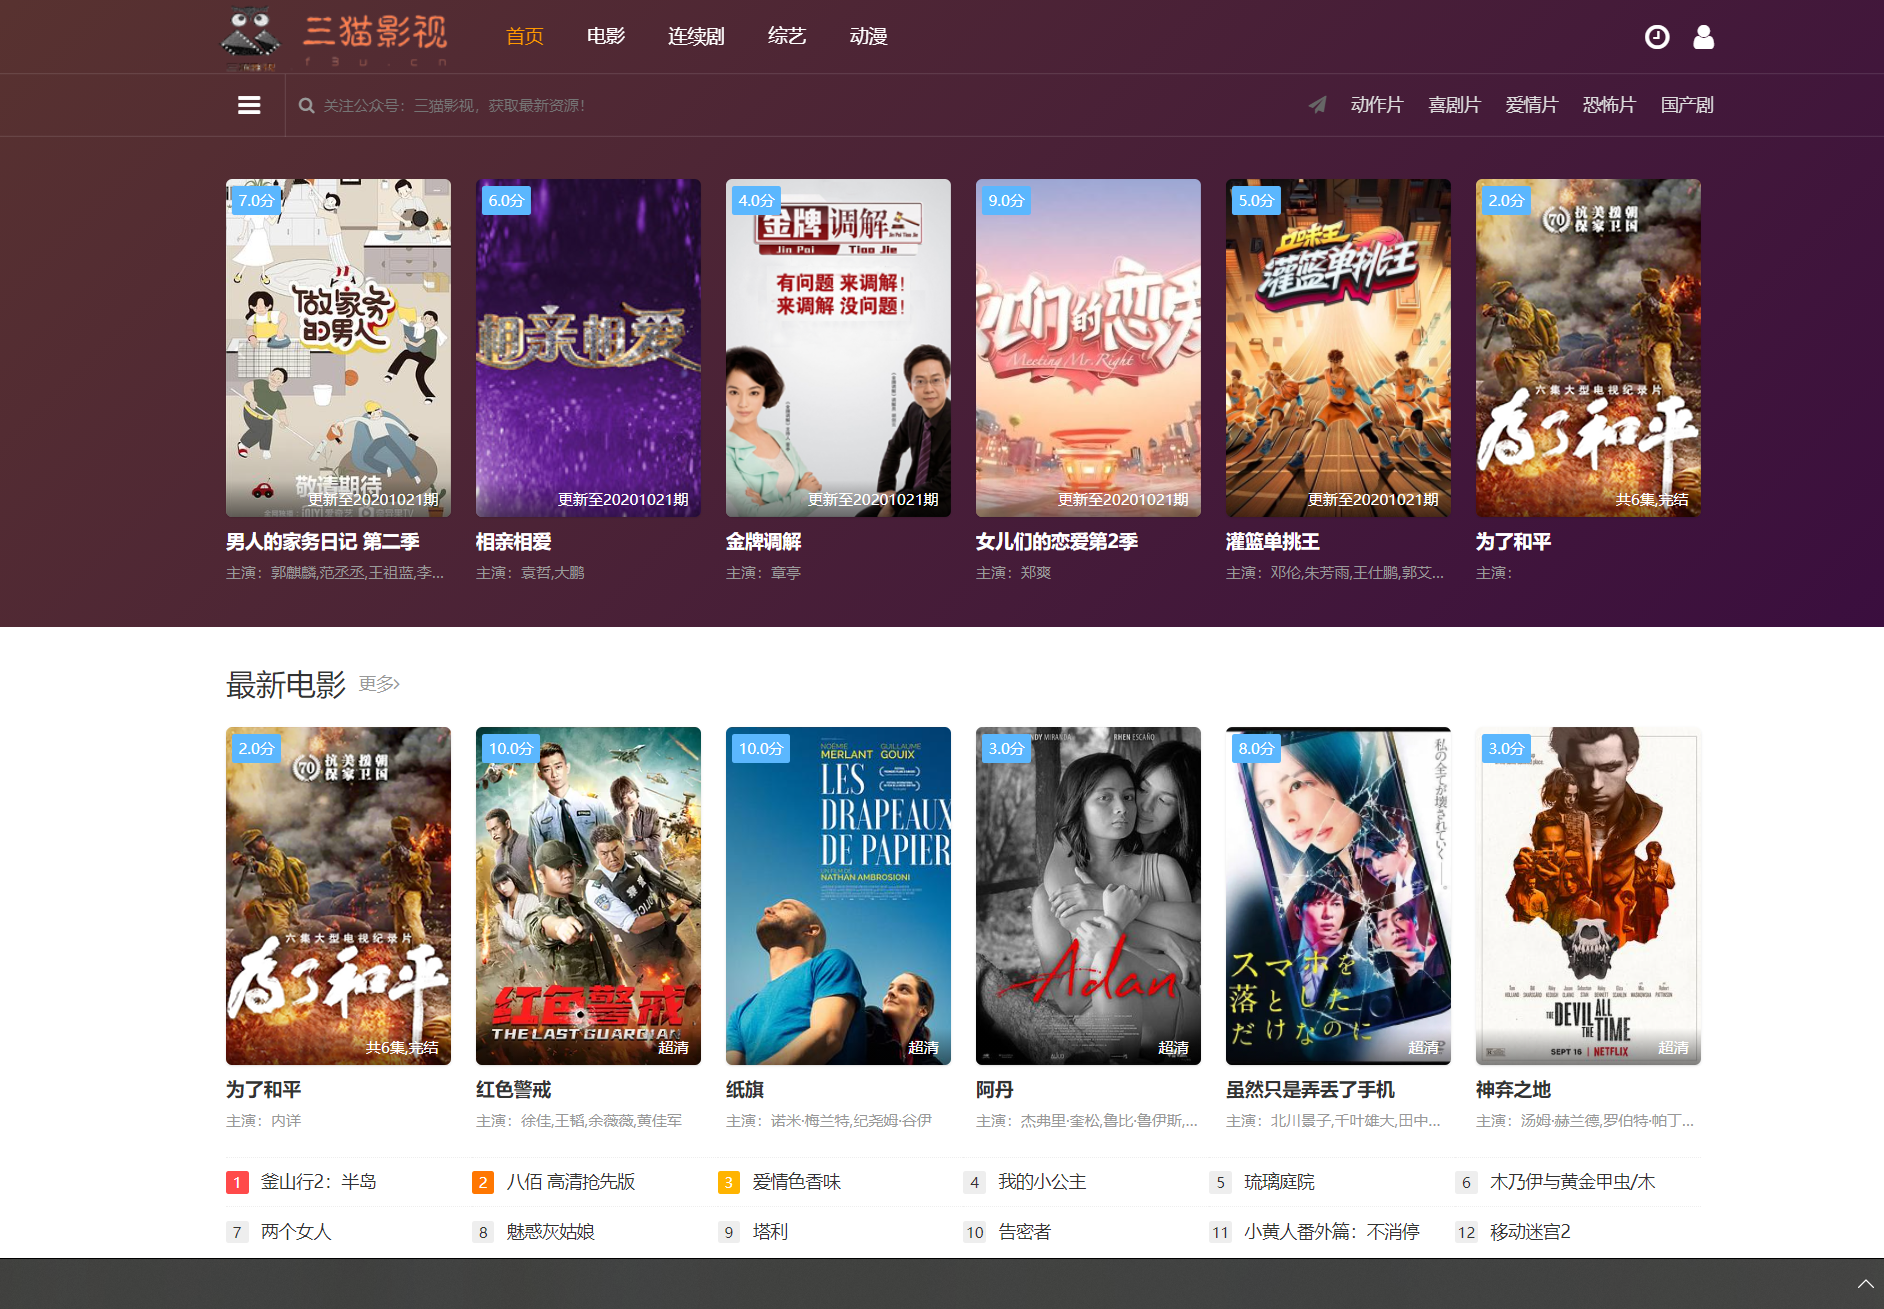 三猫影视
f3u.cn
首页 电影 连续剧 综艺 动漫
关注公众号：三猫影视，获取最新资源！
动作片 喜剧片 爱情片 恐怖片 国产剧
7.0分
做家务的男人
敬请期待
更新至20201021期
男人的家务日记 第二季
主演：郭麒麟,范丞丞,王祖蓝,李...
6.0分
相亲相爱
更新至20201021期
相亲相爱
主演：袁哲,大鹏
4.0分
金牌调解
Jin Pai Tiao Jie
有问题 来调解！
来调解 没问题！
更新至20201021期
金牌调解
主演：章亭
9.0分
女儿们的恋爱
Meeting Mr.Right
更新至20201021期
女儿们的恋爱第2季
主演：郑爽
5.0分
口味王
灌篮单挑王
更新至20201021期
灌篮单挑王
主演：邓伦,朱芳雨,王仕鹏,郭艾...
2.0分
70 抗美援朝
保家卫国
六集大型电视纪录片
为了和平
共6集,完结
为了和平
主演：
最新电影 更多
2.0分
70 抗美援朝
保家卫国
六集大型电视纪录片
为了和平
共6集,完结
为了和平
主演：内详
10.0分
红色警戒
THE LAST GUARDIAN
超清
红色警戒
主演：徐佳,王韬,余薇薇,黄佳军
10.0分
NOÉMIE MERLANT GUILLAUME GOUIX
LES
DRAPEAUX
DE PAPIER
UN FILM DE
NATHAN AMBROSIONI
超清
纸旗
主演：诺米·梅兰特,纪尧姆·谷伊
3.0分
NDY MIRANDA RHEN ESCAÑO
Adan
超清
阿丹
主演：杰弗里·奎松,鲁比·鲁伊斯,...
8.0分
私の全てが壊されていく――。
スマホを
落とした
だけなのに
超清
虽然只是弄丢了手机
主演：北川景子,千叶雄大,田中...
3.0分
THE DEVIL ALL THE TIME
SEPT 16 | NETFLIX
超清
神弃之地
主演：汤姆·赫兰德,罗伯特·帕丁...
1 釜山行2：半岛
2 八佰 高清抢先版
3 爱情色香味
4 我的小公主
5 琉璃庭院
6 木乃伊与黄金甲虫/木
7 两个女人
8 魅惑灰姑娘
9 塔利
10 告密者
11 小黄人番外篇：不消停
12 移动迷宫2